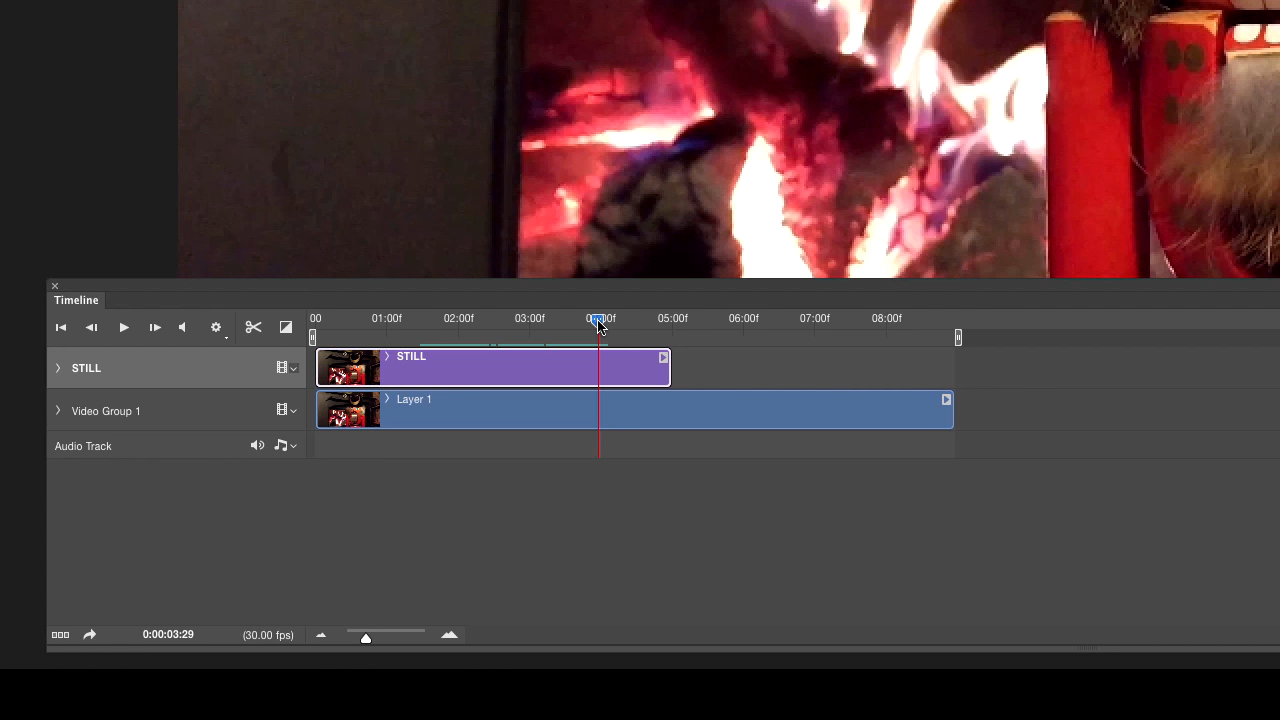 Timeline
00 01:00f 02:00f 03:00f 05:00f 06:00f 07:00f 08:00f
STILL
STILL
Video Group 1
Layer 1
Audio Track
0:00:03:29 (30.00 fps)